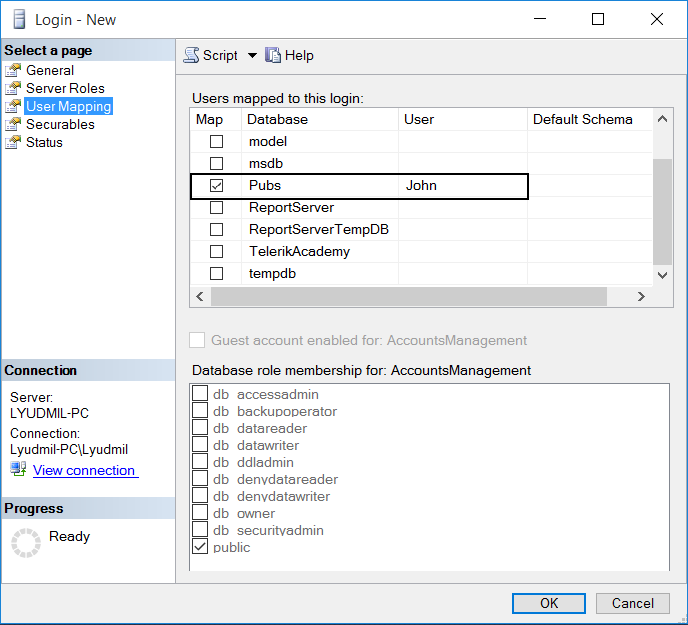 Login - New
Select a page
General
Server Roles
User Mapping
Securables
Status
Connection
Server:
LYUDMIL-PC
Connection:
Lyudmil-PC\Lyudmil
View connection
Progress
Ready
Script Help
Users mapped to this login:
Map Database User Default Schema
model
msdb
Pubs John
ReportServer
ReportServerTempDB
TelerikAcademy
tempdb
Guest account enabled for: AccountsManagement
Database role membership for: AccountsManagement
db_accessadmin
db_backupoperator
db_datareader
db_datawriter
db_ddladmin
db_denydatareader
db_denydatawriter
db_owner
db_securityadmin
public
OK Cancel